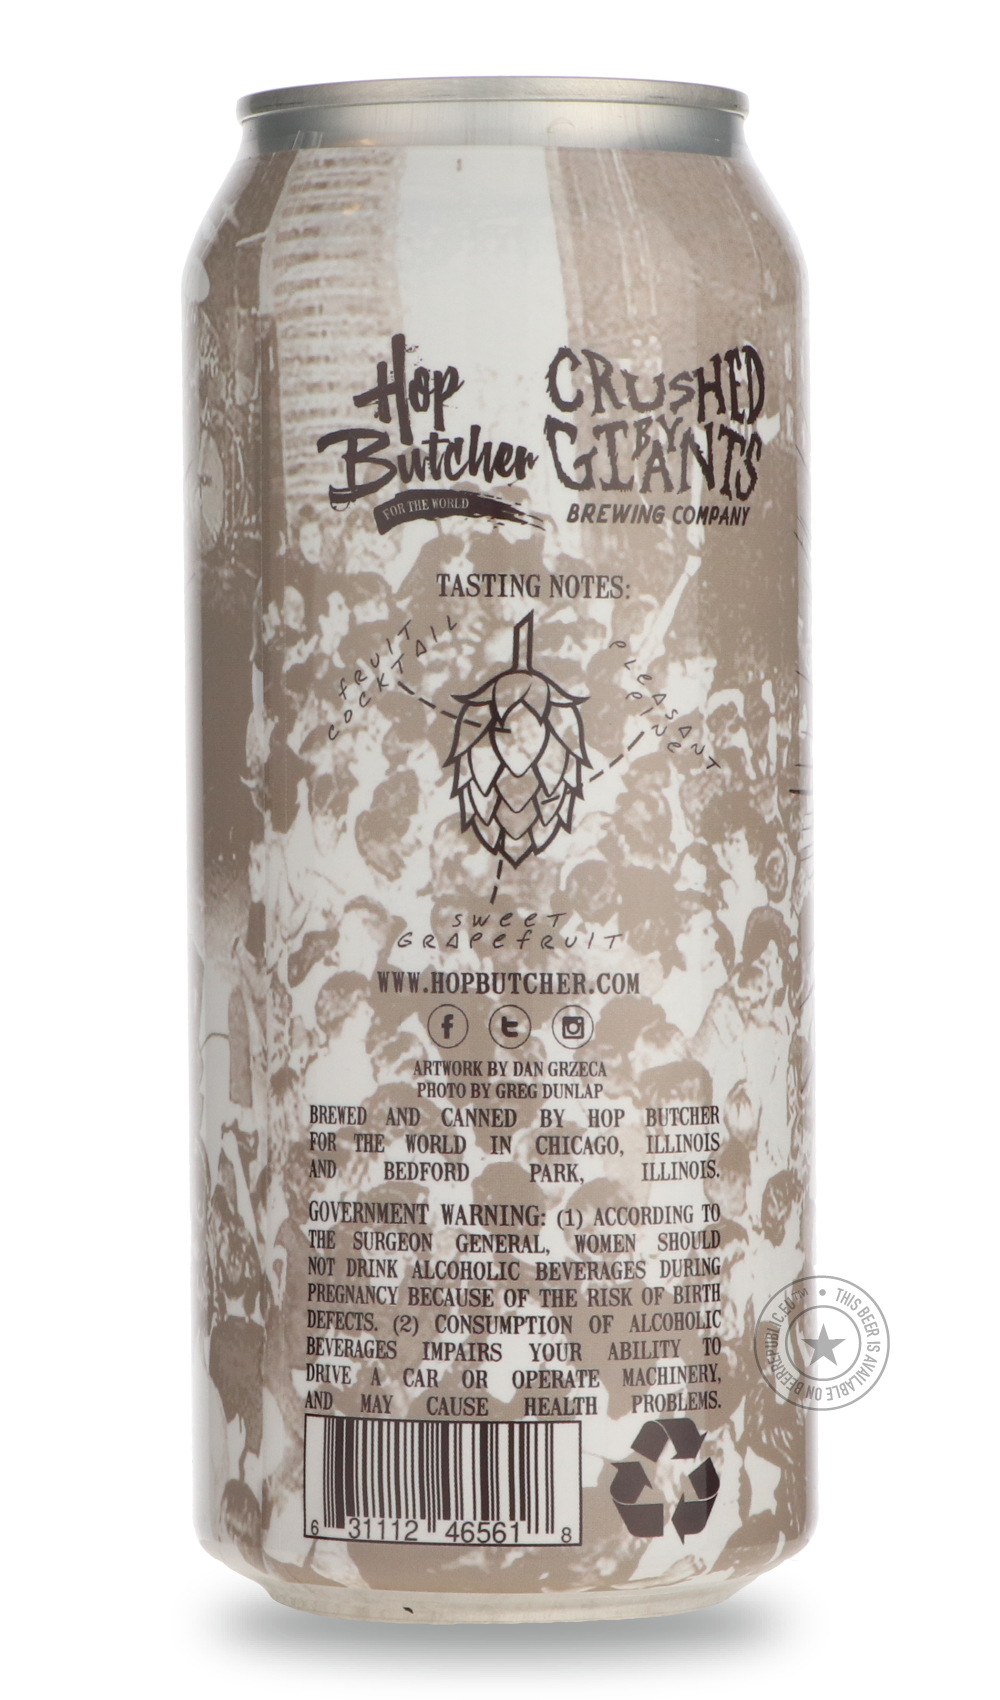 Hop
Butcher
FOR THE WORLD
CRUSHED
BY
GIANTS
BREWING COMPANY
TASTING NOTES:
FRUIT
COCKTAIL
PLEASANT
PINE
SWEET
GRAPEFRUIT
WWW.HOPBUTCHER.COM
ARTWORK BY DAN GRZECA
PHOTO BY GREG DUNLAP
BREWED AND CANNED BY HOP BUTCHER
FOR THE WORLD IN CHICAGO, ILLINOIS
AND BEDFORD PARK, ILLINOIS.
GOVERNMENT WARNING: (1) ACCORDING TO
THE SURGEON GENERAL, WOMEN SHOULD
NOT DRINK ALCOHOLIC BEVERAGES DURING
PREGNANCY BECAUSE OF THE RISK OF BIRTH
DEFECTS. (2) CONSUMPTION OF ALCOHOLIC
BEVERAGES IMPAIRS YOUR ABILITY TO
DRIVE A CAR OR OPERATE MACHINERY,
AND MAY CAUSE HEALTH PROBLEMS.
6 31112 46561 8
THIS BEER IS AVAILABLE ON BEERREPUBLIC.EU™